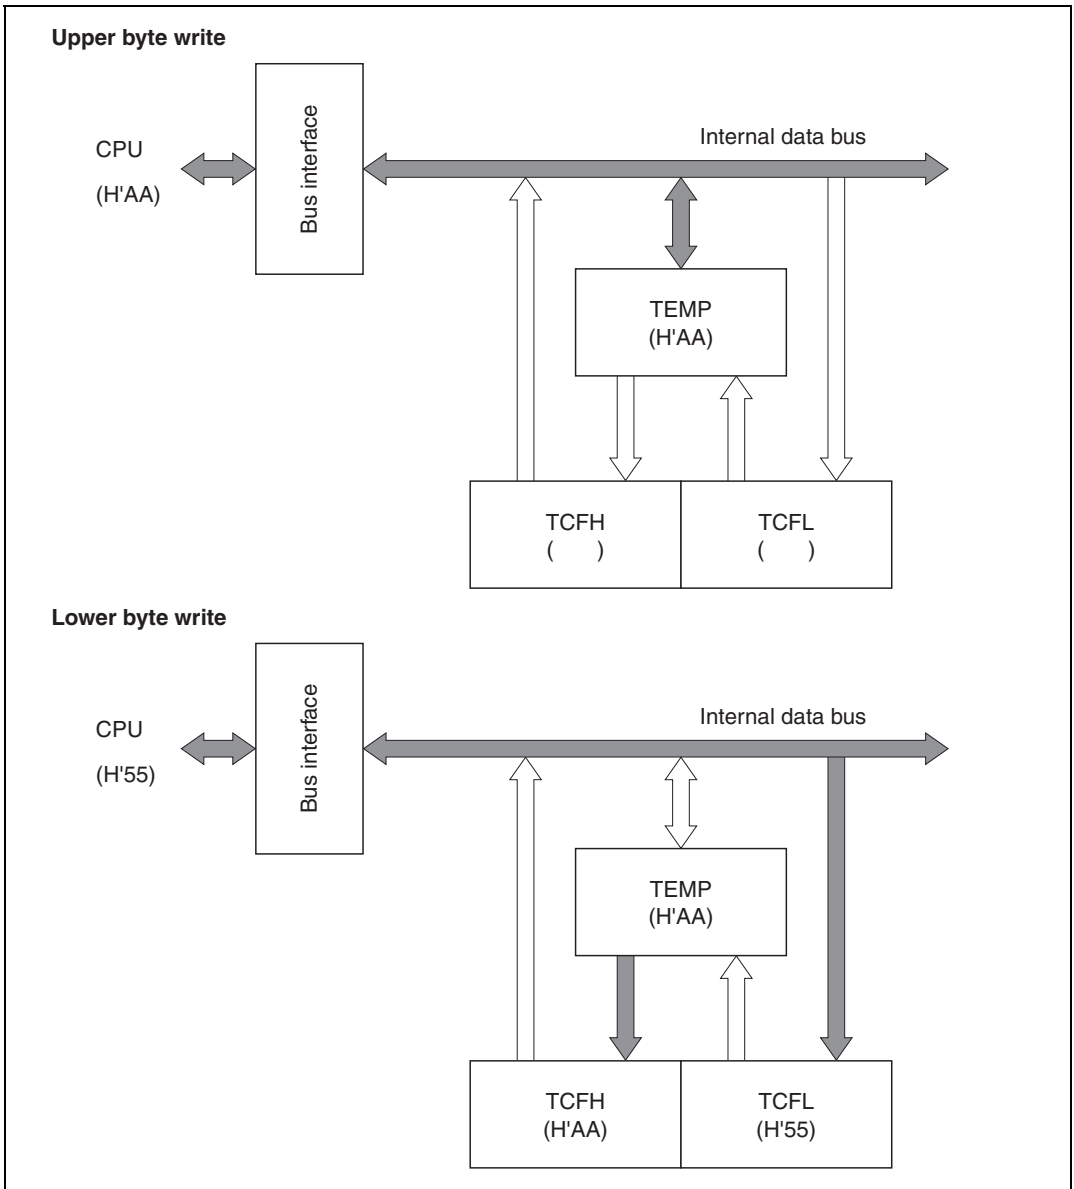 Upper byte write
CPU
(H'AA)
Bus interface
Internal data bus
TEMP
(H'AA)
TCFH
(    )
TCFL
(    )
Lower byte write
CPU
(H'55)
Bus interface
Internal data bus
TEMP
(H'AA)
TCFH
(H'AA)
TCFL
(H'55)